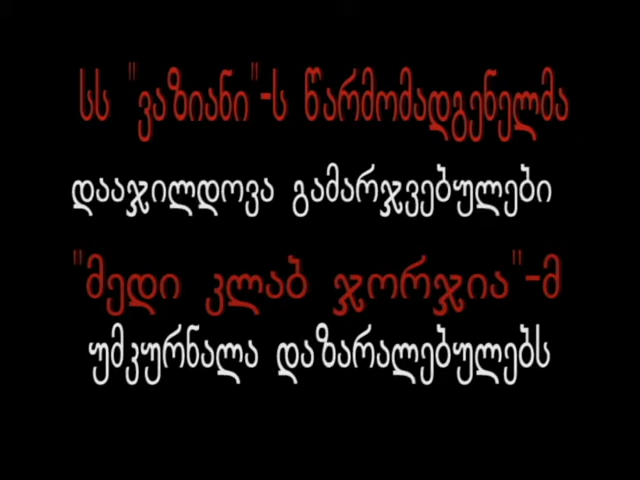 სს "ვაზიანი"-ს წარმომადგენელმა
დააჯილდოვა გამარჯვებულები
"მედი კლაბ ჯორჯია"-მ
უმკურნალა დაზარალებულებს